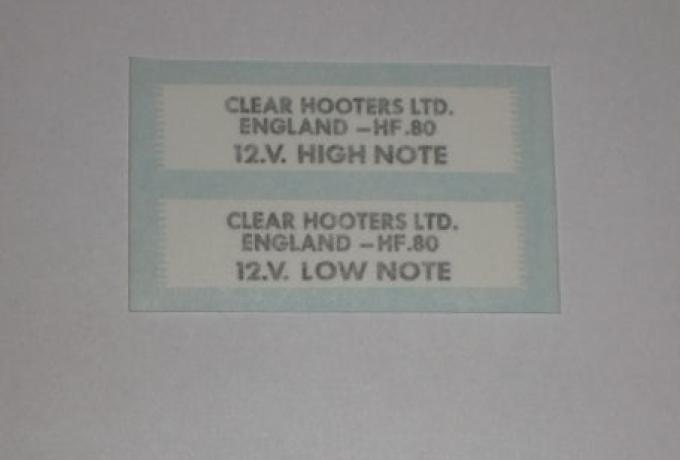 CLEAR HOOTERS LTD.
ENGLAND –HF.80
12.V. HIGH NOTE
CLEAR HOOTERS LTD.
ENGLAND –HF.80
12.V. LOW NOTE